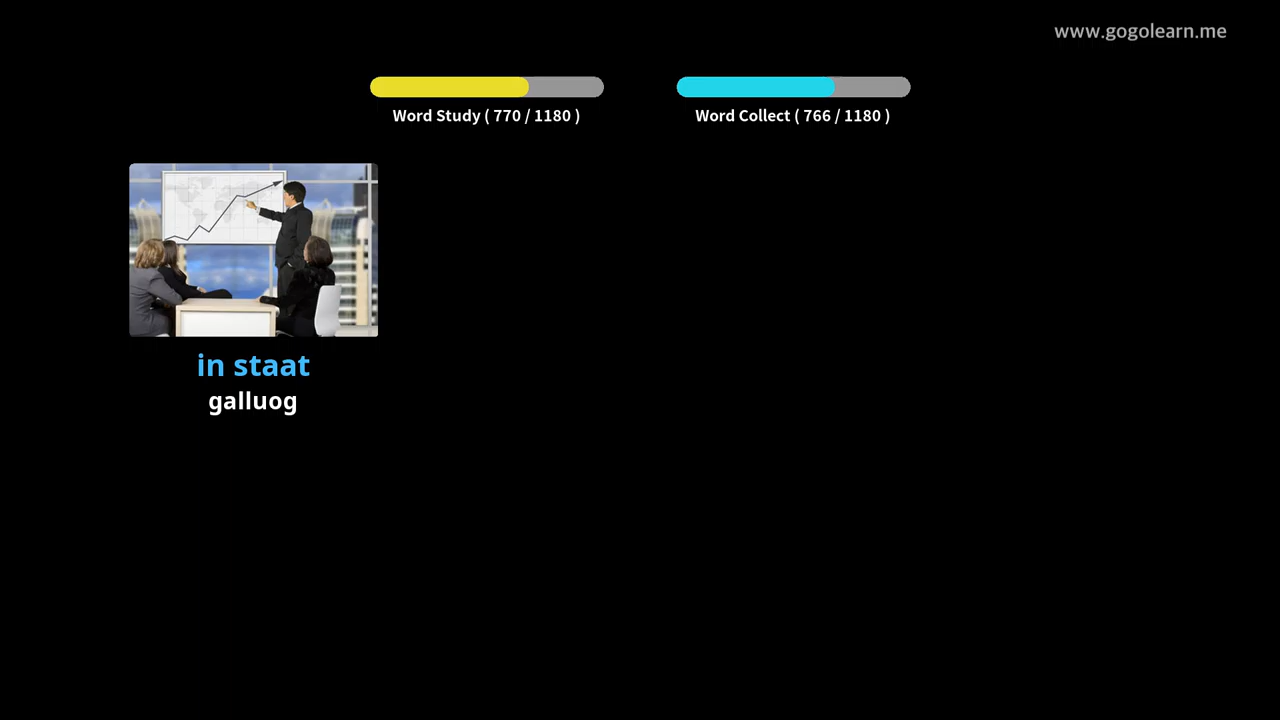 www.gogolearn.me
Word Study ( 770 / 1180 )
Word Collect ( 766 / 1180 )
in staat
galluog